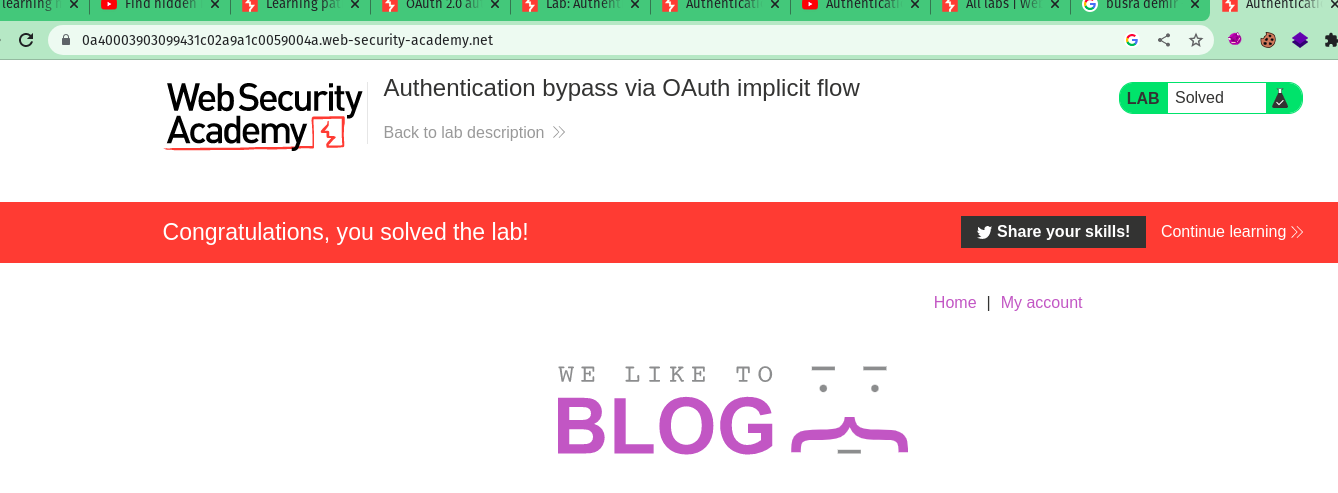 learning
Find hidden
Learning pat
OAuth 2.0 au
Lab: Authent
Authenticati
Authenticati
All labs | Web
busra demir
Authenticati
0a40003903099431c02a9a1c0059004a.web-security-academy.net
Web Security
Academy
Authentication bypass via OAuth implicit flow
Back to lab description
LAB Solved
Congratulations, you solved the lab!
Share your skills!
Continue learning
Home | My account
WE LIKE TO
BLOG